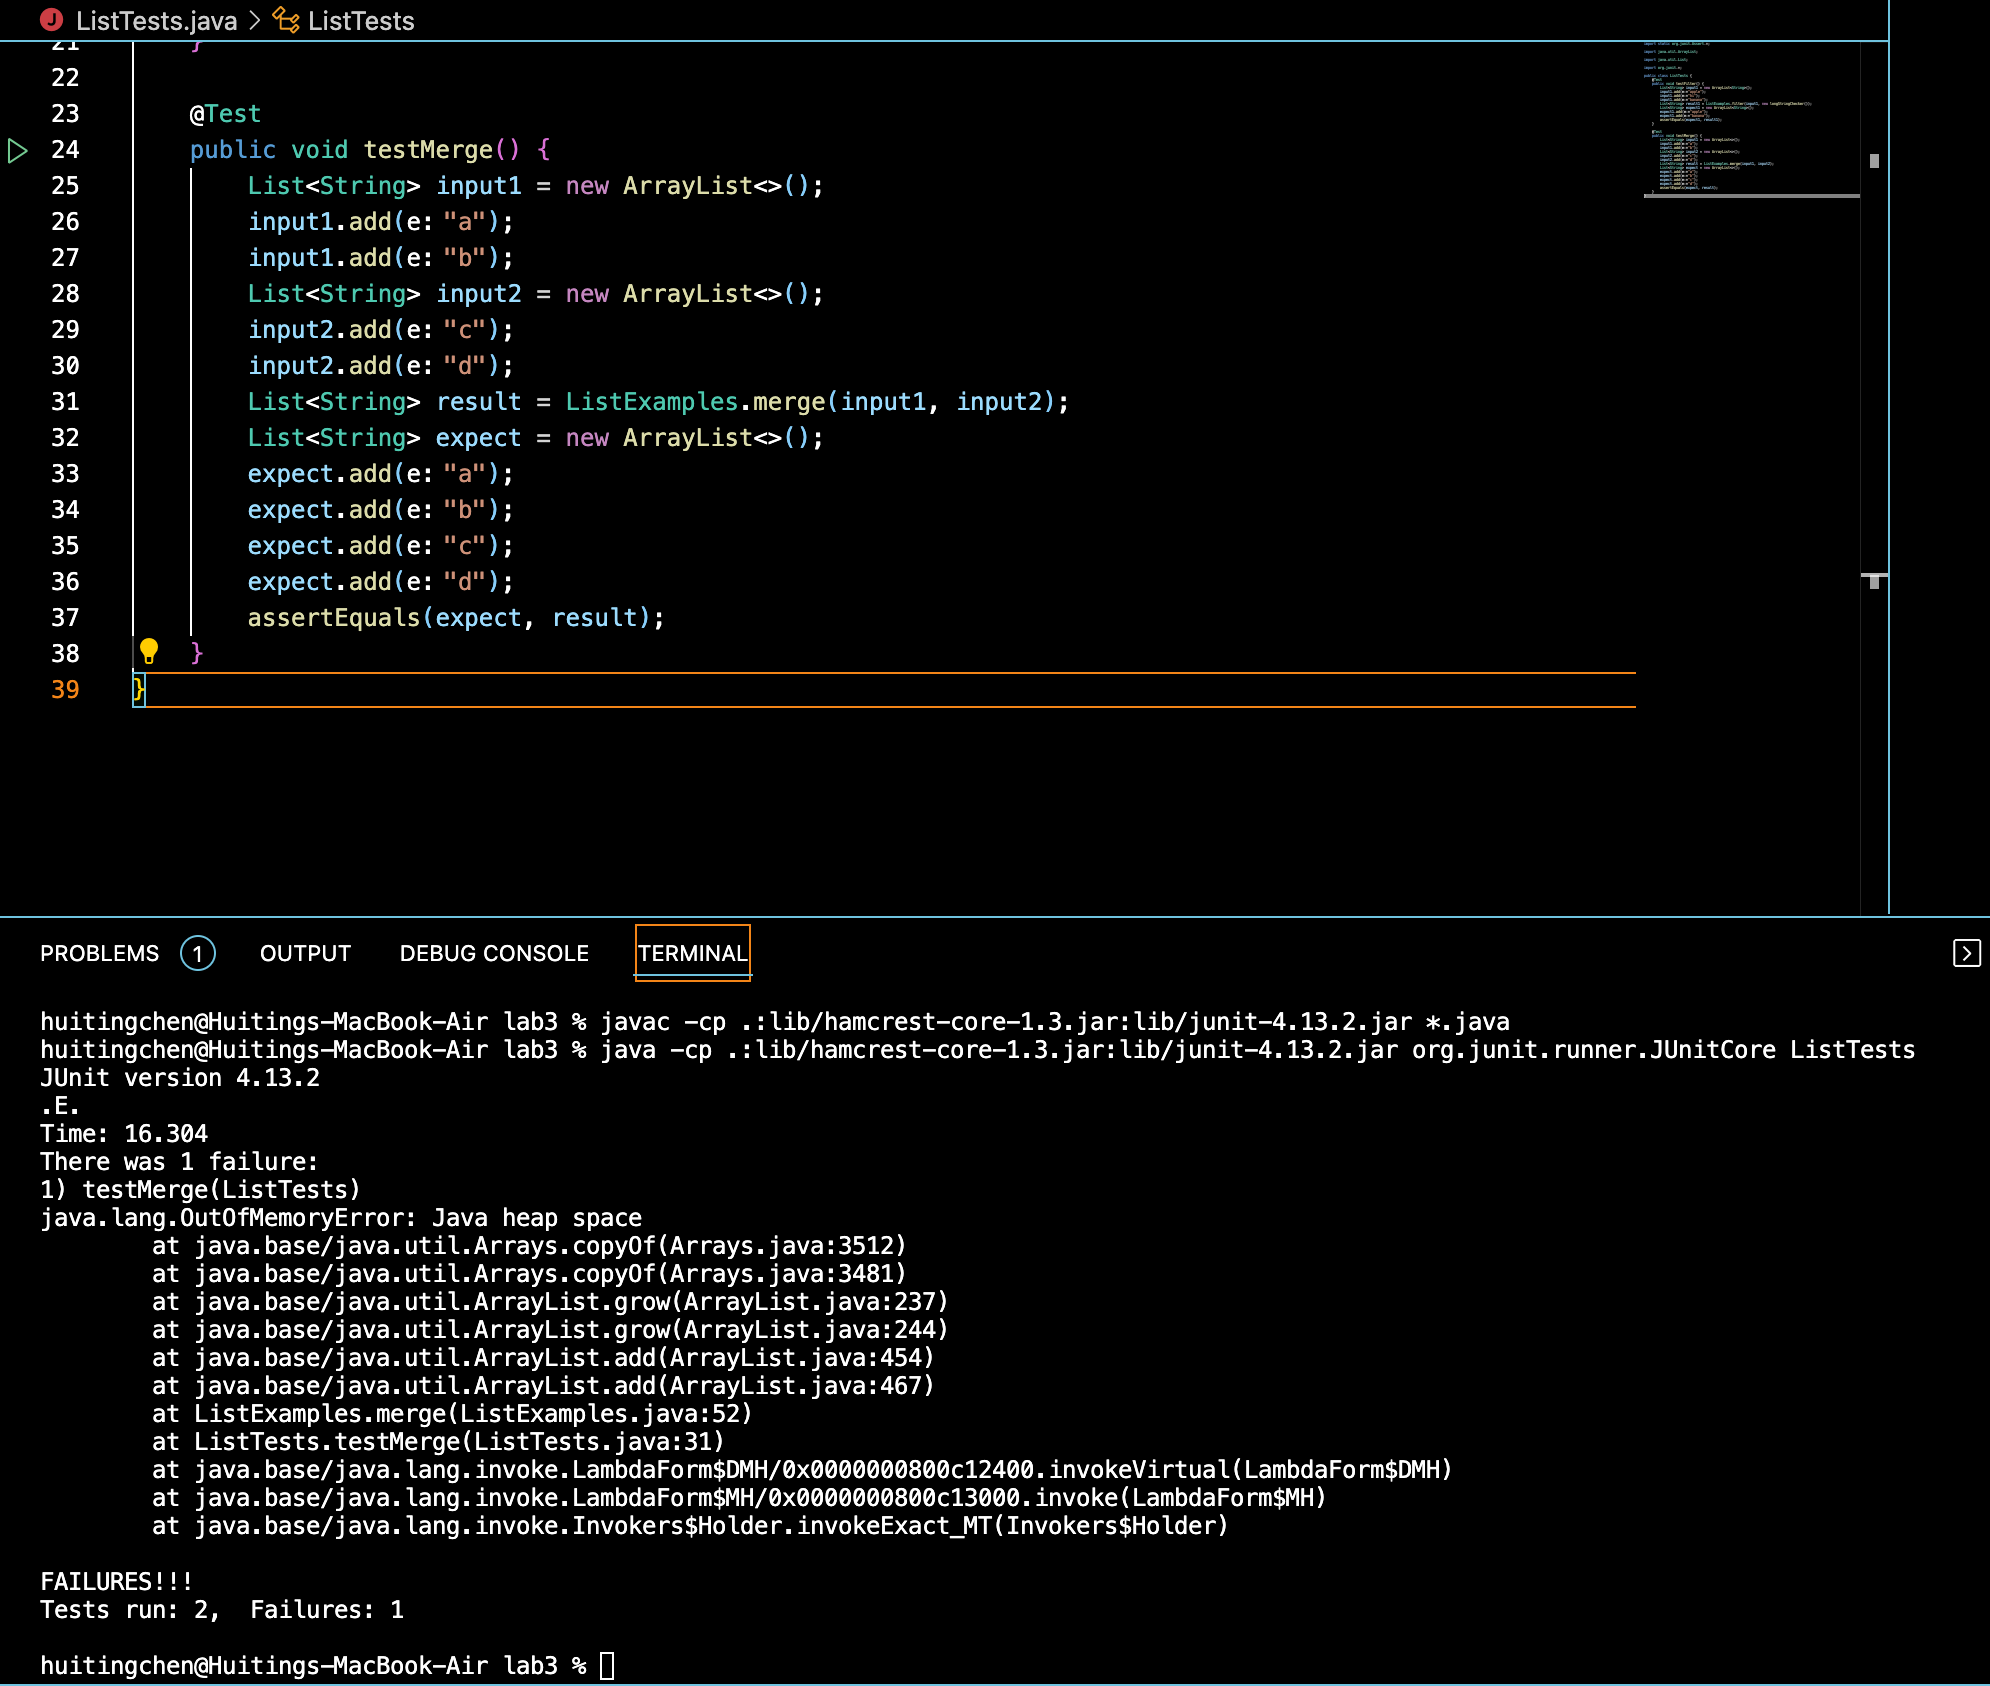 ListTests.java > ListTests
21 }
22
23 @Test
24 public void testMerge() {
25 List<String> input1 = new ArrayList<>();
26 input1.add(e: "a");
27 input1.add(e: "b");
28 List<String> input2 = new ArrayList<>();
29 input2.add(e: "c");
30 input2.add(e: "d");
31 List<String> result = ListExamples.merge(input1, input2);
32 List<String> expect = new ArrayList<>();
33 expect.add(e: "a");
34 expect.add(e: "b");
35 expect.add(e: "c");
36 expect.add(e: "d");
37 assertEquals(expect, result);
38 }
39 }
PROBLEMS 1 OUTPUT DEBUG CONSOLE TERMINAL
huitingchen@Huitings-MacBook-Air lab3 % javac -cp .:lib/hamcrest-core-1.3.jar:lib/junit-4.13.2.jar *.java
huitingchen@Huitings-MacBook-Air lab3 % java -cp .:lib/hamcrest-core-1.3.jar:lib/junit-4.13.2.jar org.junit.runner.JUnitCore ListTests
JUnit version 4.13.2
.E.
Time: 16.304
There was 1 failure:
1) testMerge(ListTests)
java.lang.OutOfMemoryError: Java heap space
at java.base/java.util.Arrays.copyOf(Arrays.java:3512)
at java.base/java.util.Arrays.copyOf(Arrays.java:3481)
at java.base/java.util.ArrayList.grow(ArrayList.java:237)
at java.base/java.util.ArrayList.grow(ArrayList.java:244)
at java.base/java.util.ArrayList.add(ArrayList.java:454)
at java.base/java.util.ArrayList.add(ArrayList.java:467)
at ListExamples.merge(ListExamples.java:52)
at ListTests.testMerge(ListTests.java:31)
at java.base/java.lang.invoke.LambdaForm$DMH/0x0000000800c12400.invokeVirtual(LambdaForm$DMH)
at java.base/java.lang.invoke.LambdaForm$MH/0x0000000800c13000.invoke(LambdaForm$MH)
at java.base/java.lang.invoke.Invokers$Holder.invokeExact_MT(Invokers$Holder)
FAILURES!!!
Tests run: 2,  Failures: 1
huitingchen@Huitings-MacBook-Air lab3 %